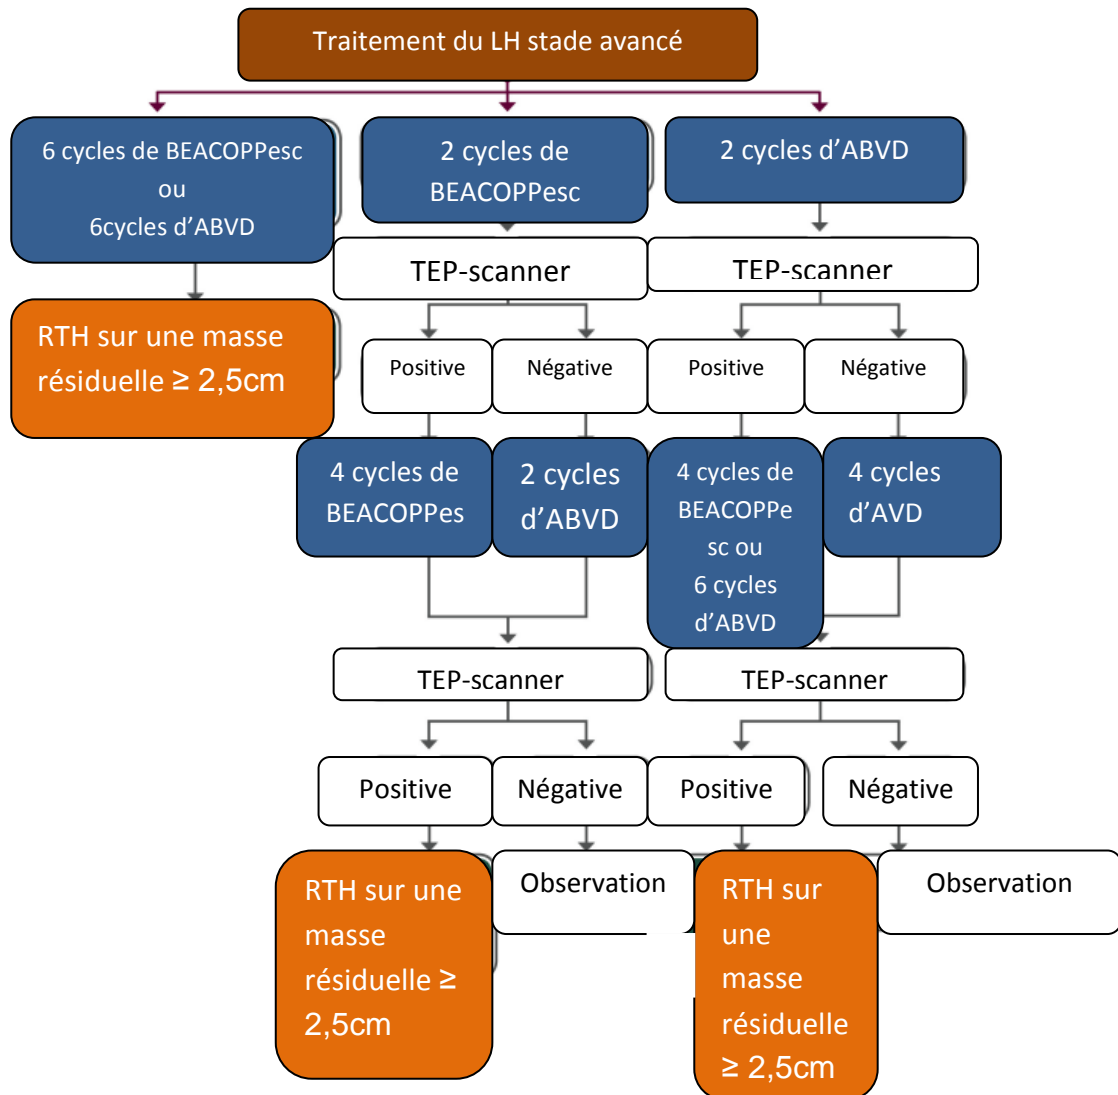 Traitement du LH stade avancé
6 cycles de BEACOPPesc
ou
6cycles d’ABVD
2 cycles de
BEACOPPesc
2 cycles d’ABVD
TEP-scanner
TEP-scanner
RTH sur une masse
résiduelle ≥ 2,5cm
Positive
Négative
Positive
Négative
4 cycles de
BEACOPPes
2 cycles
d’ABVD
4 cycles de
BEACOPPe
sc ou
6 cycles
d’ABVD
4 cycles
d’AVD
TEP-scanner
TEP-scanner
Positive
Négative
Positive
Négative
RTH sur une
masse
résiduelle ≥
2,5cm
Observation
RTH sur
une
masse
résiduelle
≥ 2,5cm
Observation